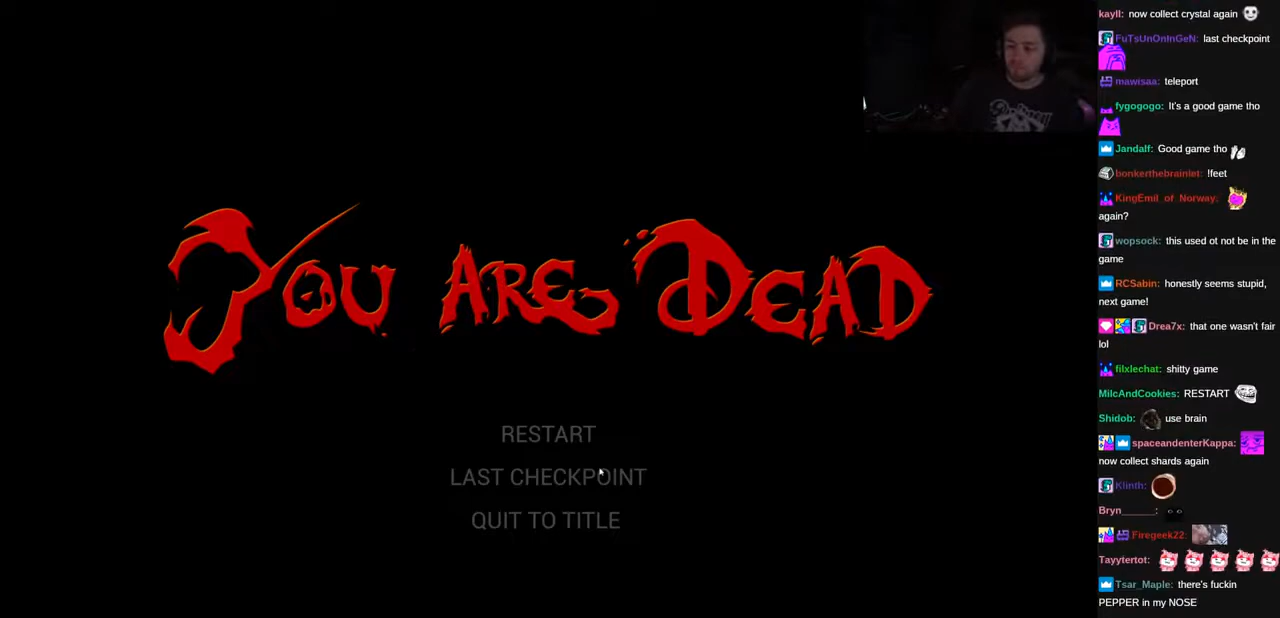 You Are Dead
RESTART
LAST CHECKPOINT
QUIT TO TITLE
kayll: now collect crystal again
FuTsUnOnInGeN: last checkpoint
mawisaa: teleport
fygogogo: It's a good game tho
Jandalf: Good game tho
bonkerthebrainlet: !feet
KingEmil_of_Norway:
again?
wopsock: this used ot not be in the
game
RCSabin: honestly seems stupid,
next game!
Drea7x: that one wasn't fair
lol
filxlechat: shitty game
MilcAndCookies: RESTART
Shidob: use brain
spaceandenterKappa:
now collect shards again
Klinth:
Bryn______:
Firegeek22:
Tayytertot:
Tsar_Maple: there's fuckin
PEPPER in my NOSE